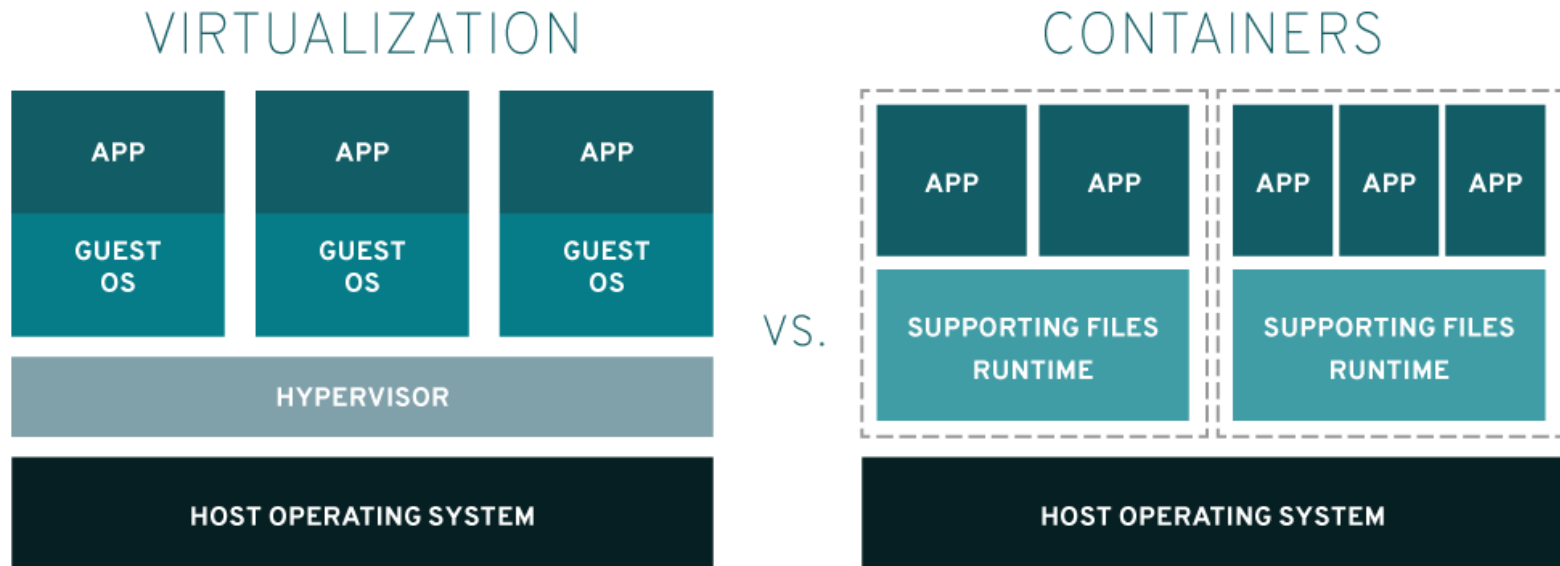 VIRTUALIZATION
APP
APP
APP
GUEST
OS
GUEST
OS
GUEST
OS
HYPERVISOR
HOST OPERATING SYSTEM
VS.
CONTAINERS
APP
APP
APP
APP
APP
SUPPORTING FILES
RUNTIME
SUPPORTING FILES
RUNTIME
HOST OPERATING SYSTEM